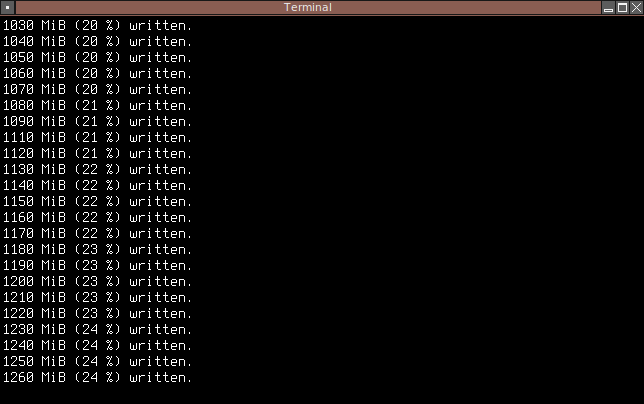 Terminal
1030 MiB (20 %) written.
1040 MiB (20 %) written.
1050 MiB (20 %) written.
1060 MiB (20 %) written.
1070 MiB (20 %) written.
1080 MiB (21 %) written.
1090 MiB (21 %) written.
1110 MiB (21 %) written.
1120 MiB (21 %) written.
1130 MiB (22 %) written.
1140 MiB (22 %) written.
1150 MiB (22 %) written.
1160 MiB (22 %) written.
1170 MiB (22 %) written.
1180 MiB (23 %) written.
1190 MiB (23 %) written.
1200 MiB (23 %) written.
1210 MiB (23 %) written.
1220 MiB (23 %) written.
1230 MiB (24 %) written.
1240 MiB (24 %) written.
1250 MiB (24 %) written.
1260 MiB (24 %) written.